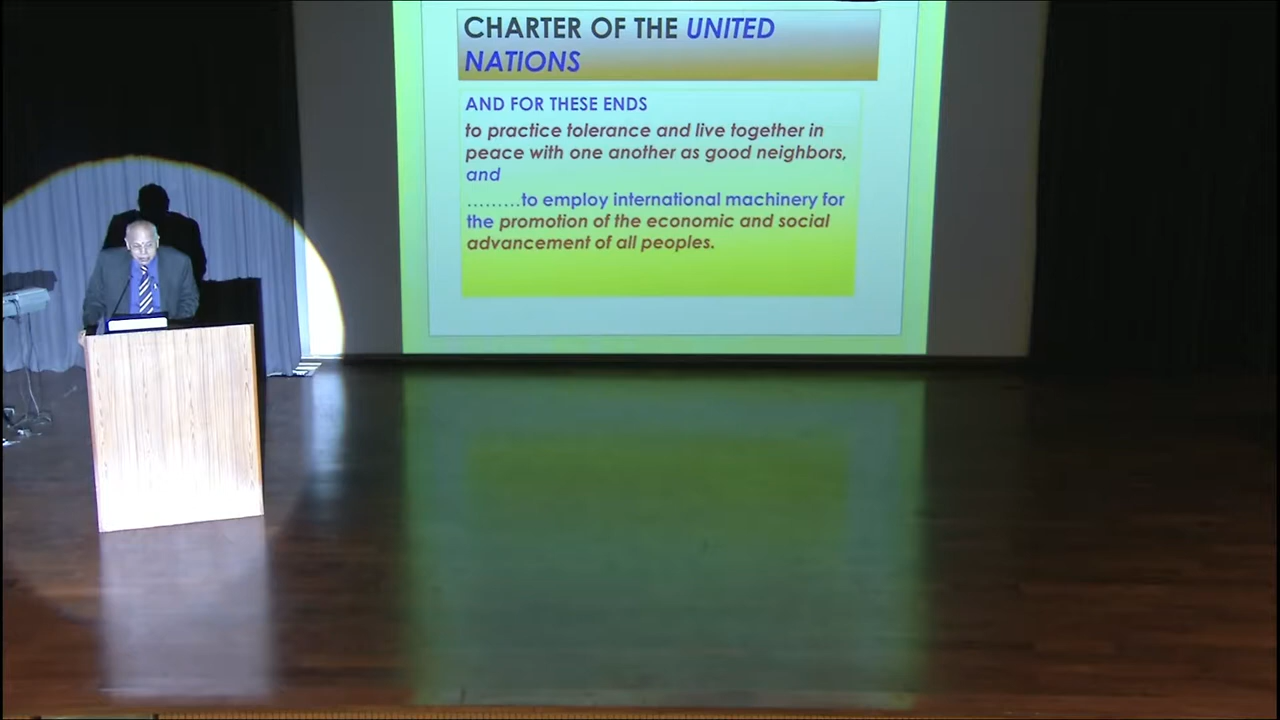 CHARTER OF THE UNITED
NATIONS
AND FOR THESE ENDS
to practice tolerance and live together in
peace with one another as good neighbors,
and
.........to employ international machinery for
the promotion of the economic and social
advancement of all peoples.